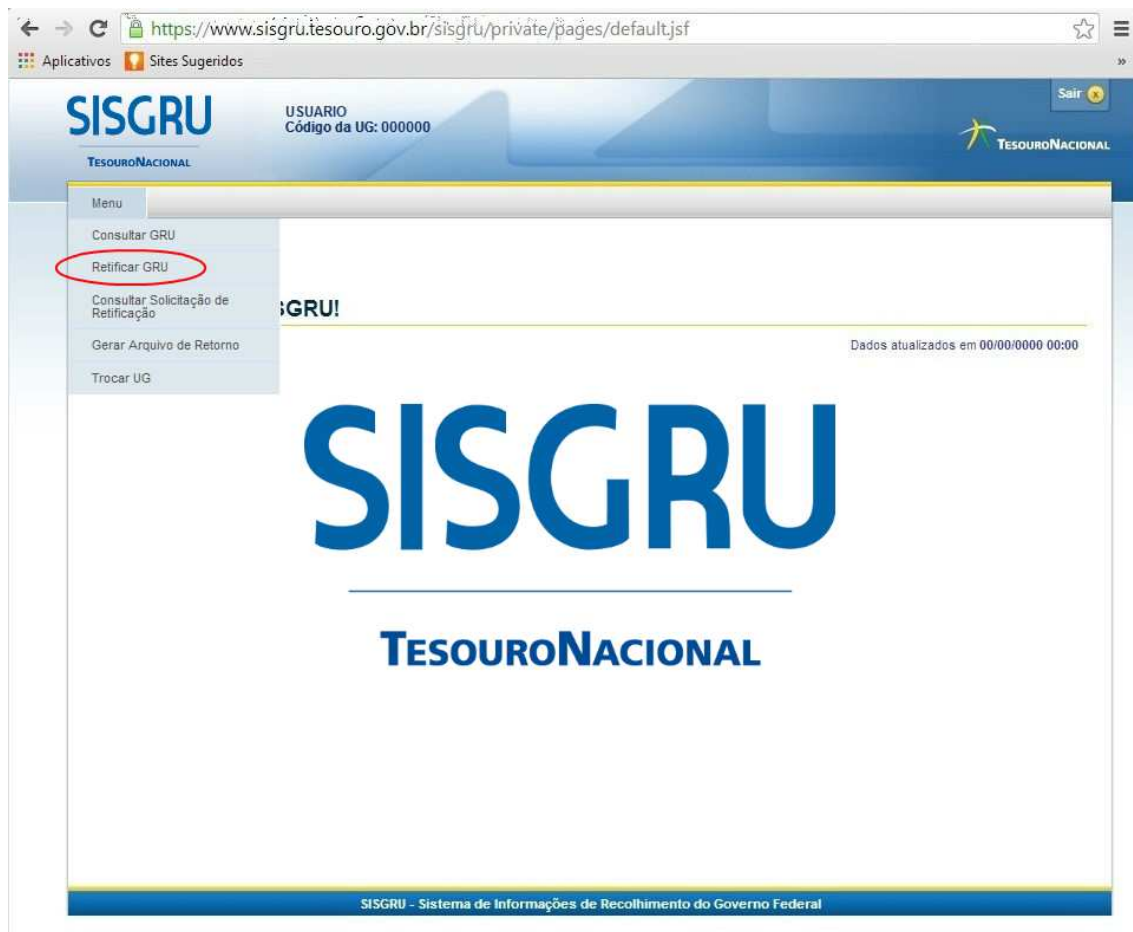 https://www.sisgru.tesouro.gov.br/sisgru/private/pages/default.jsf
Aplicativos Sites Sugeridos »
Sair x
SISGRU
TESOURONACIONAL
USUARIO
Código da UG: 000000
TESOURONACIONAL
Menu
Consultar GRU
Retificar GRU
Consultar Solicitação de
Retificação
Gerar Arquivo de Retorno
Trocar UG
SGRU!
Dados atualizados em 00/00/0000 00:00
SISGRU
TESOURONACIONAL
SISGRU - Sistema de Informações de Recolhimento do Governo Federal